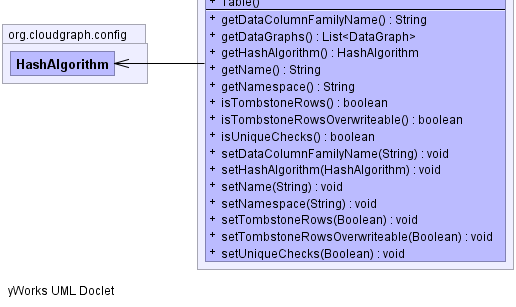 + Table()
org.cloudgraph.config
HashAlgorithm
+ getDataColumnFamilyName() : String
+ getDataGraphs() : List<DataGraph>
+ getHashAlgorithm() : HashAlgorithm
+ getName() : String
+ getNamespace() : String
+ isTombstoneRows() : boolean
+ isTombstoneRowsOverwriteable() : boolean
+ isUniqueChecks() : boolean
+ setDataColumnFamilyName(String) : void
+ setHashAlgorithm(HashAlgorithm) : void
+ setName(String) : void
+ setNamespace(String) : void
+ setTombstoneRows(Boolean) : void
+ setTombstoneRowsOverwriteable(Boolean) : void
+ setUniqueChecks(Boolean) : void
yWorks UML Doclet